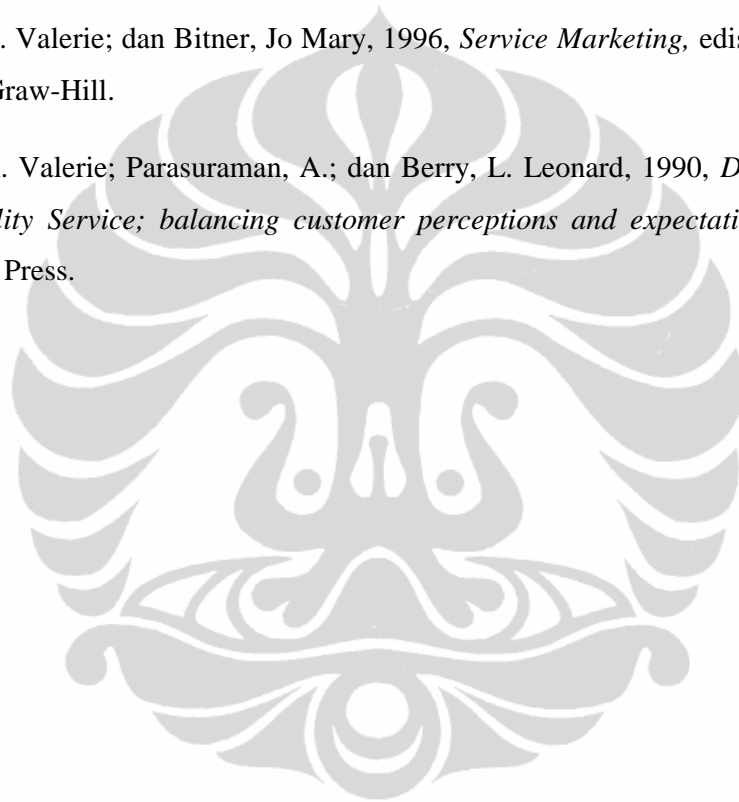 . Valerie; dan Bitner, Jo Mary, 1996, Service Marketing, edis
Graw-Hill.
. Valerie; Parasuraman, A.; dan Berry, L. Leonard, 1990, D
lity Service; balancing customer perceptions and expectati
Press.